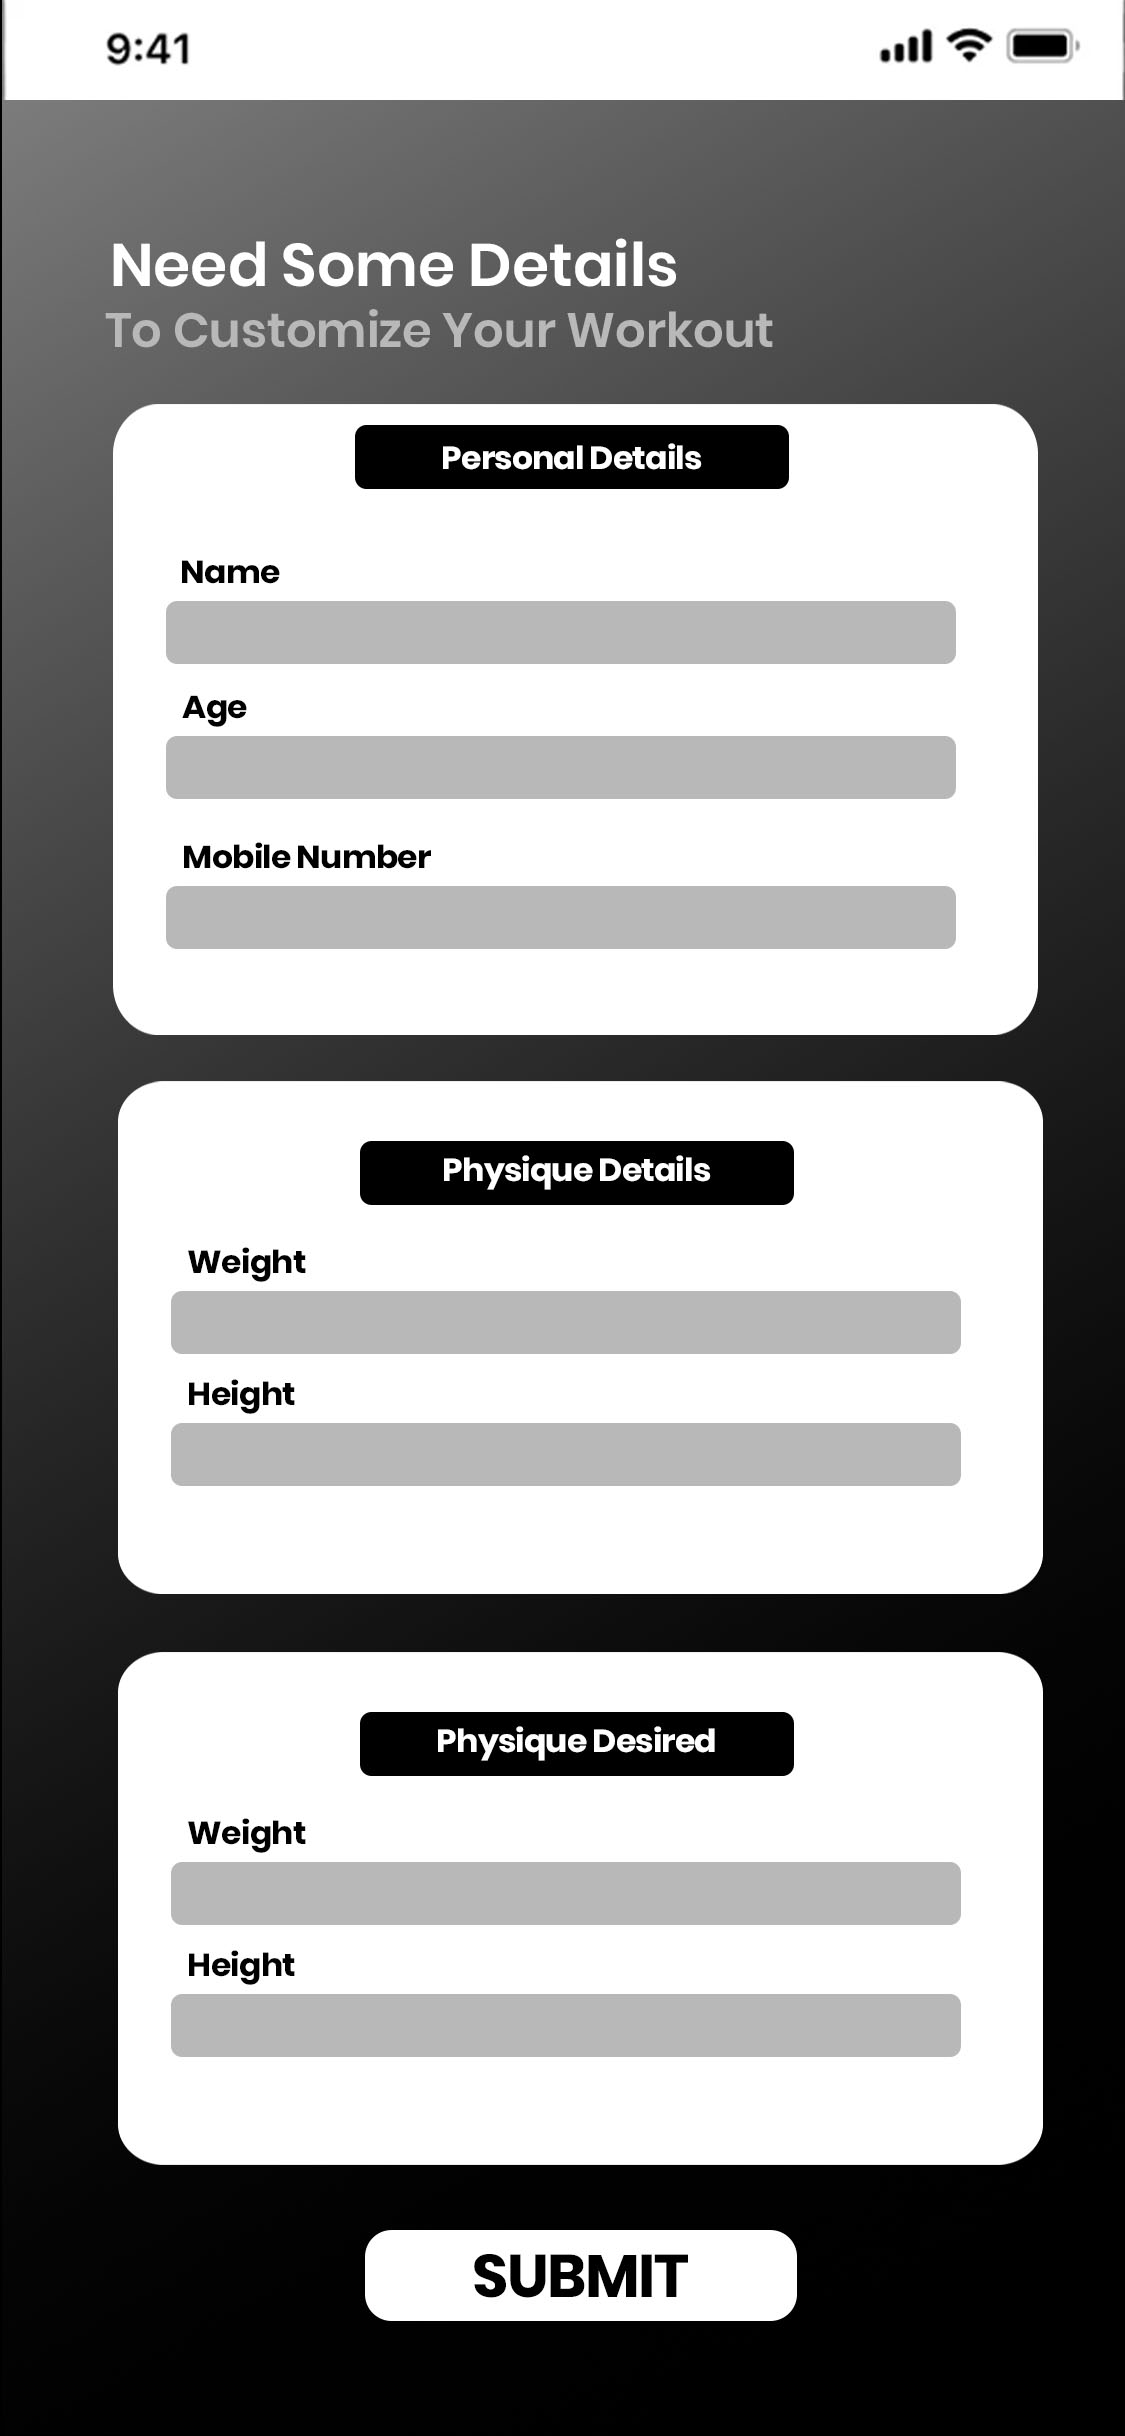 9:41
Need Some Details
To Customize Your Workout
Personal Details
Name
Age
Mobile Number
Physique Details
Weight
Height
Physique Desired
Weight
Height
SUBMIT